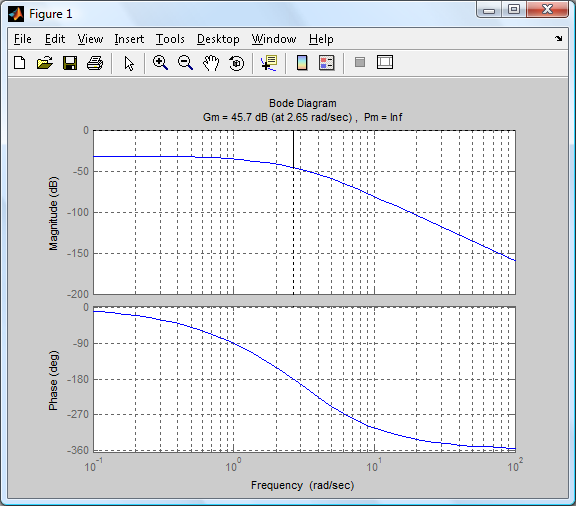 Figure 1
File Edit View Insert Tools Desktop Window Help
Bode Diagram
Gm = 45.7 dB (at 2.65 rad/sec) , Pm = Inf
0
-50
-100
-150
-200
Magnitude (dB)
0
-90
-180
-270
-360
Phase (deg)
10^-1 10^0 10^1 10^2
Frequency (rad/sec)